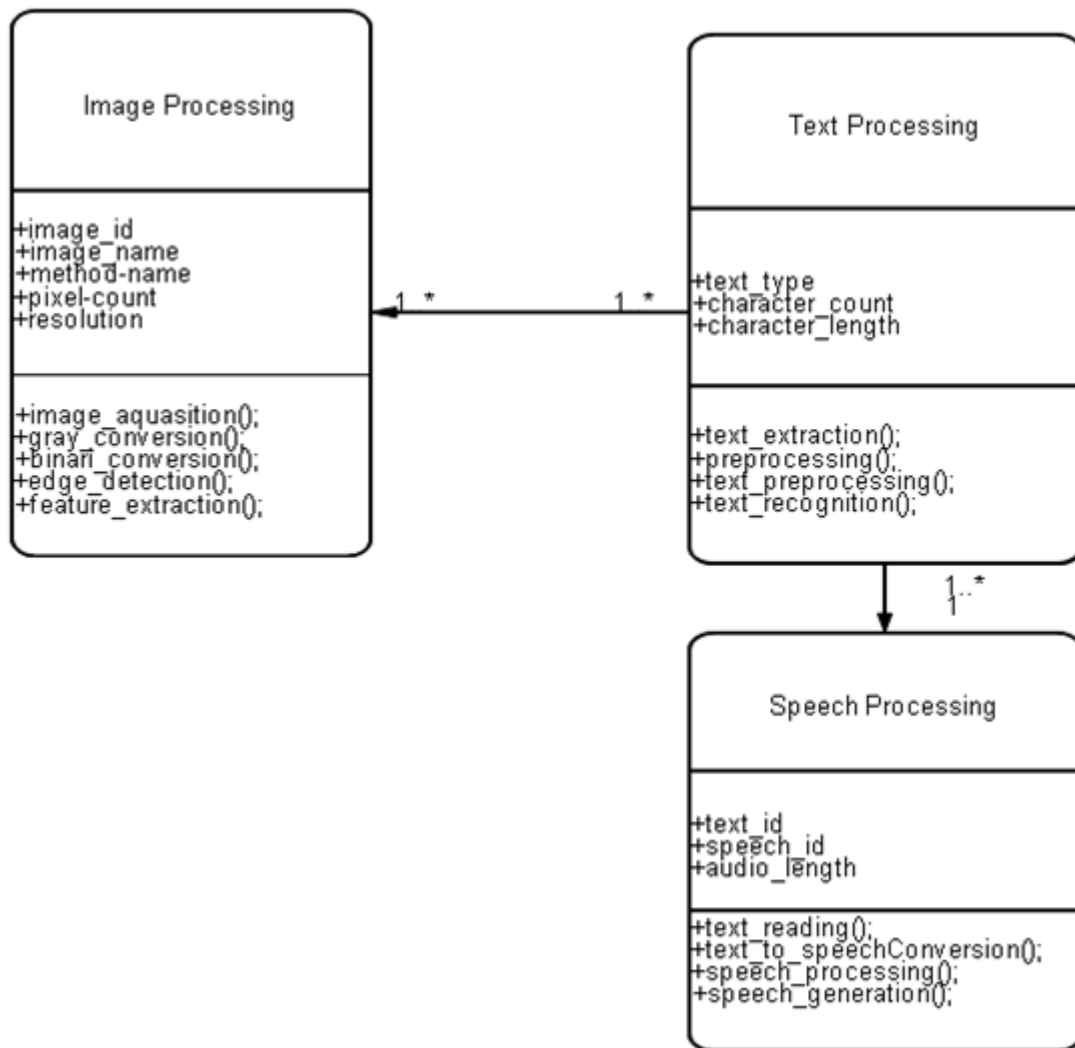 Image Processing
+image_id
+image_name
+method-name
+pixel-count
+resolution
+image_aquasition();
+gray_conversion();
+binari_conversion();
+edge_detection();
+feature_extraction();
1..*
1..*
Text Processing
+text_type
+character_count
+character_length
+text_extraction();
+preprocessing();
+text_preprocessing();
+text_recognition();
1..*
1
Speech Processing
+text_id
+speech_id
+audio_length
+text_reading();
+text_to_speechConversion();
+speech_processing();
+speech_generation();